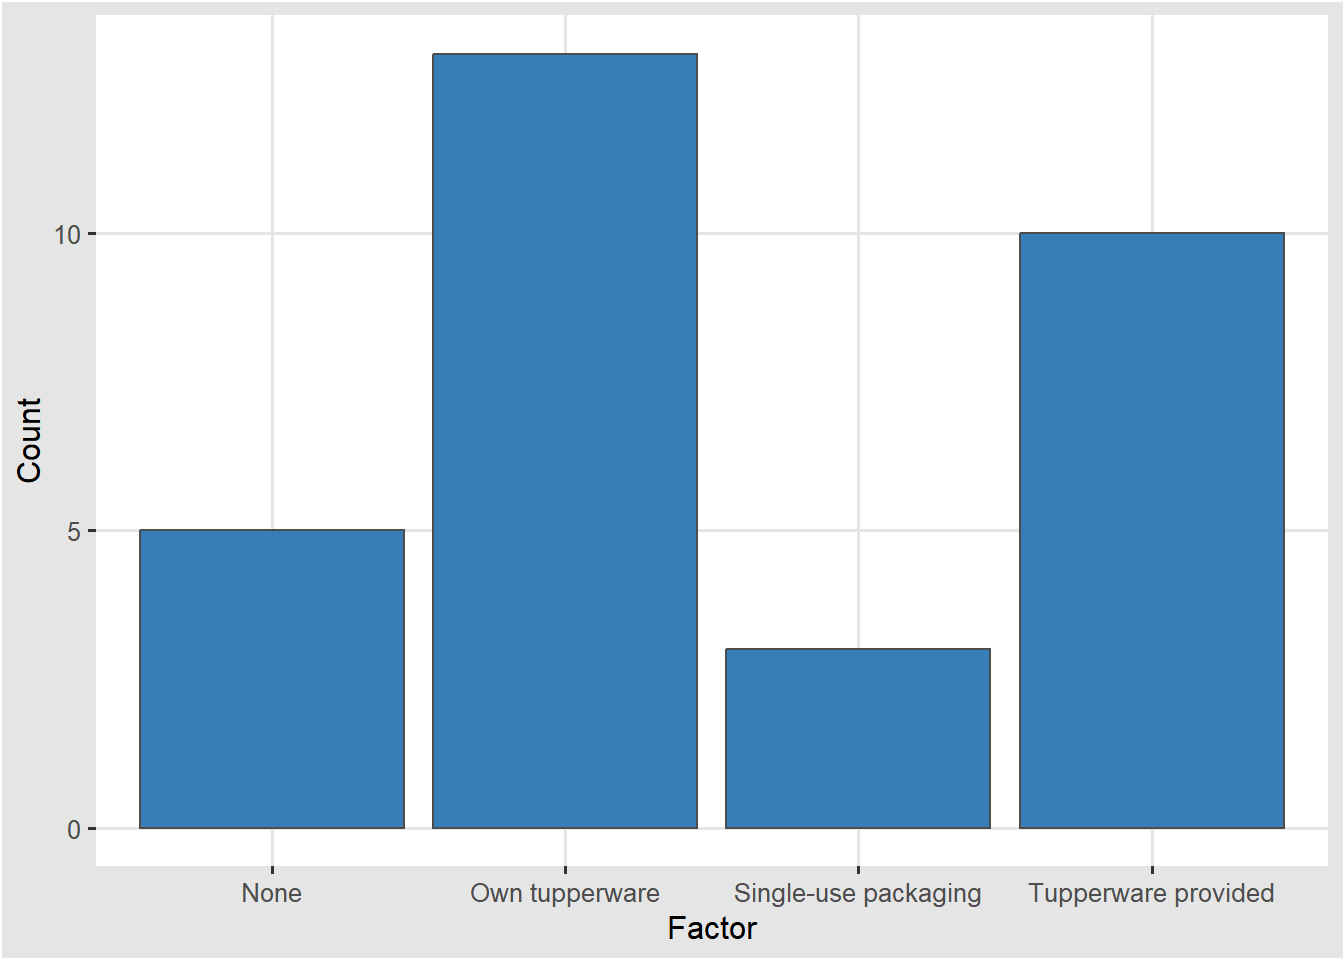 Count
10
5
0
None
Own tupperware
Single-use packaging
Tupperware provided
Factor